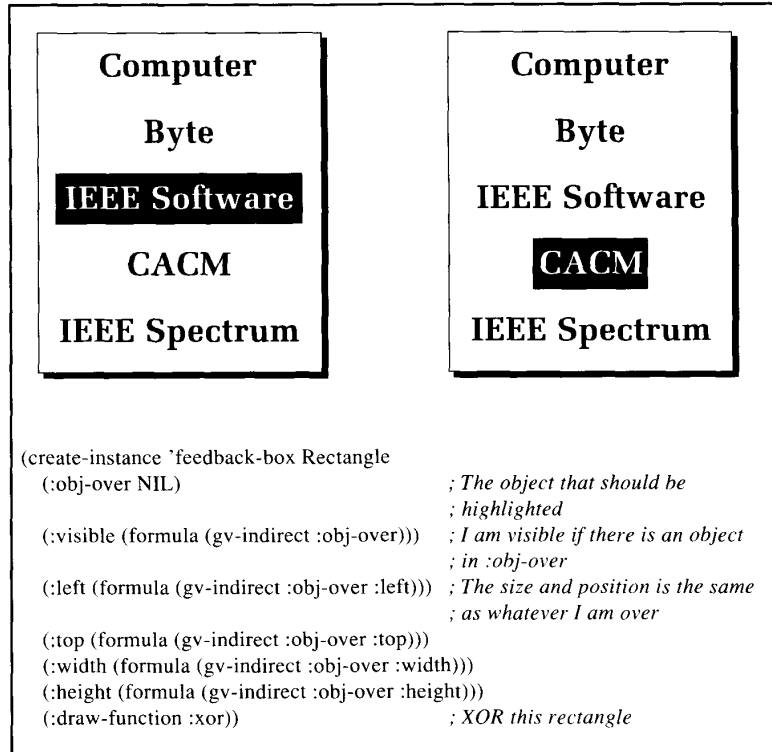 Computer
Byte
IEEE Software
CACM
IEEE Spectrum
Computer
Byte
IEEE Software
CACM
IEEE Spectrum
(create-instance 'feedback-box Rectangle
(:obj-over NIL) ; The object that should be
; highlighted
(:visible (formula (gv-indirect :obj-over))) ; I am visible if there is an object
; in :obj-over
(:left (formula (gv-indirect :obj-over :left))) ; The size and position is the same
; as whatever I am over
(:top (formula (gv-indirect :obj-over :top)))
(:width (formula (gv-indirect :obj-over :width)))
(:height (formula (gv-indirect :obj-over :height)))
(:draw-function :xor)) ; XOR this rectangle